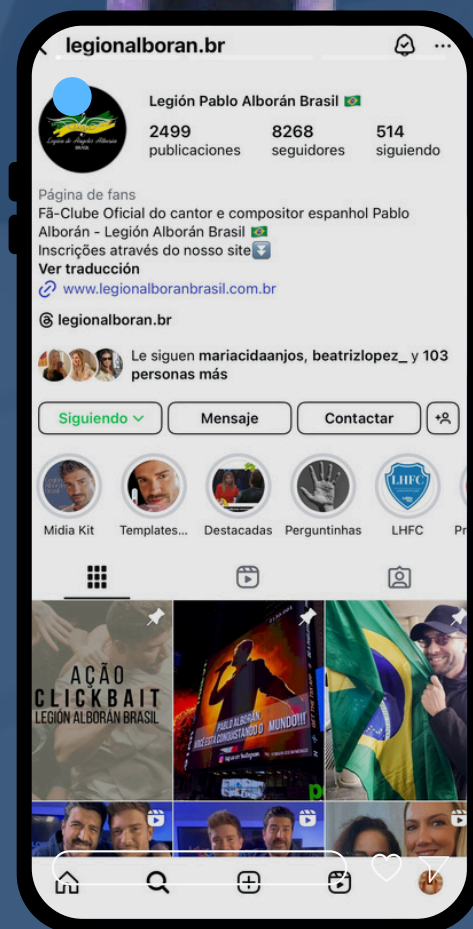 legionalboran.br
Legión Pablo Alborán Brasil 🇧🇷
2499 8268 514
publicaciones seguidores siguiendo
Página de fans
Fã-Clube Oficial do cantor e compositor espanhol Pablo
Alborán - Legión Alborán Brasil 🇧🇷
Inscrições através do nosso site⏬
Ver traducción
www.legionalboranbrasil.com.br
legionalboran.br
Le siguen mariacidaanjos, beatrizlopez_ y 103
personas más
Siguiendo Mensaje Contactar
LHFC
Midia Kit Templates... Destacadas Perguntinhas LHFC Pr
AÇÃO
CLICKBAIT
LEGIÓN ALBORÁN BRASIL
PABLO ALBORÁN,
VOCÊ ESTÁ CONQUISTANDO O MUNDO!!!